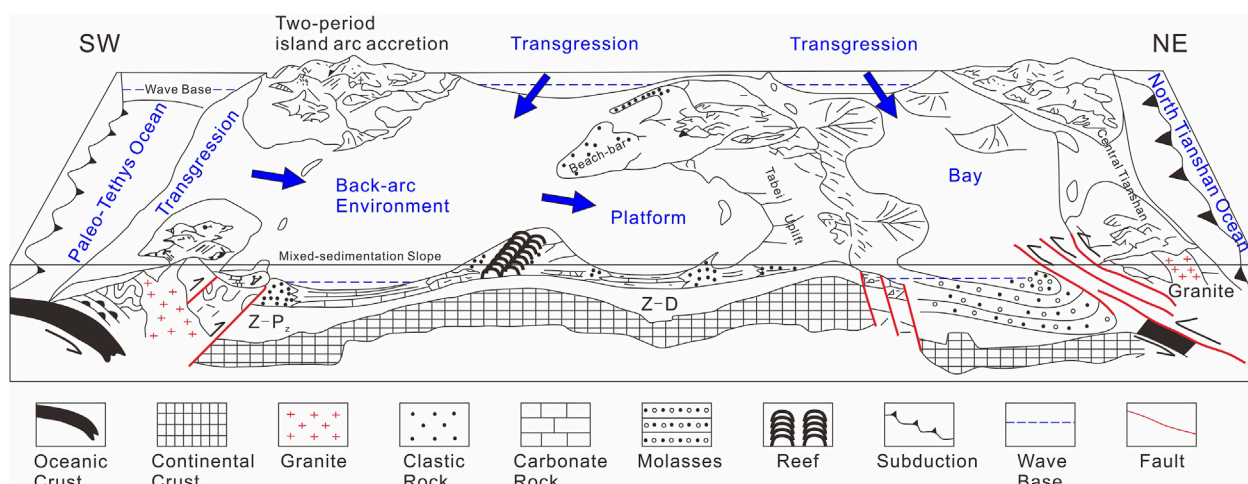 SW
Two-period
island arc accretion
Transgression
Transgression
NE
Wave Base
Paleo-Tethys Ocean
Transgression
Back-arc
Environment
Beach-bar
Platform
Tabei Uplift
Bay
Central Tianshan
North Tianshan Ocean
Mixed-sedimentation Slope
Granite
Z-Pz
Z-D
Oceanic
Crust
Continental
Crust
Granite
Clastic
Rock
Carbonate
Rock
Molasses
Reef
Subduction
Wave
Base
Fault